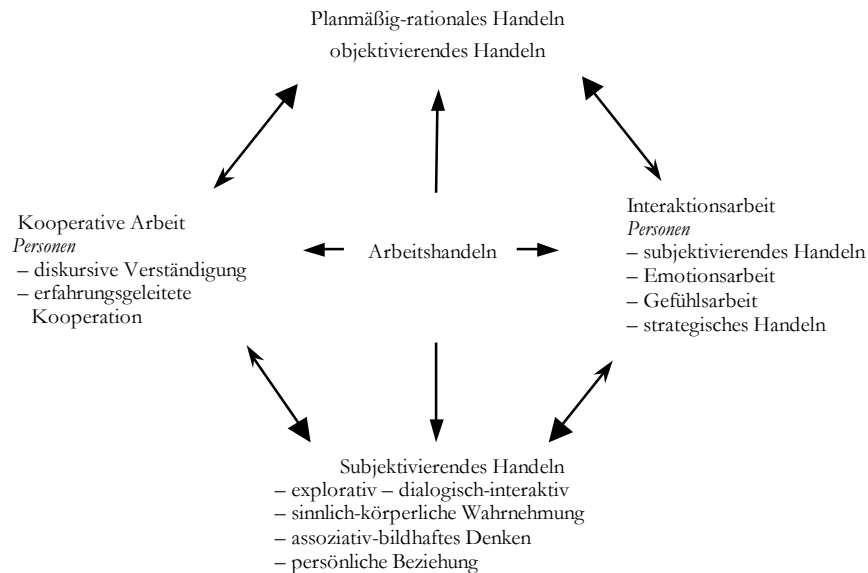 Planmäßig-rationales Handeln
objektivierendes Handeln
Kooperative Arbeit
Personen
– diskursive Verständigung
– erfahrungsgeleitete
Kooperation
Arbeitshandeln
Interaktionsarbeit
Personen
– subjektivierendes Handeln
– Emotionsarbeit
– Gefühlsarbeit
– strategisches Handeln
Subjektivierendes Handeln
– explorativ – dialogisch-interaktiv
– sinnlich-körperliche Wahrnehmung
– assoziativ-bildhaftes Denken
– persönliche Beziehung